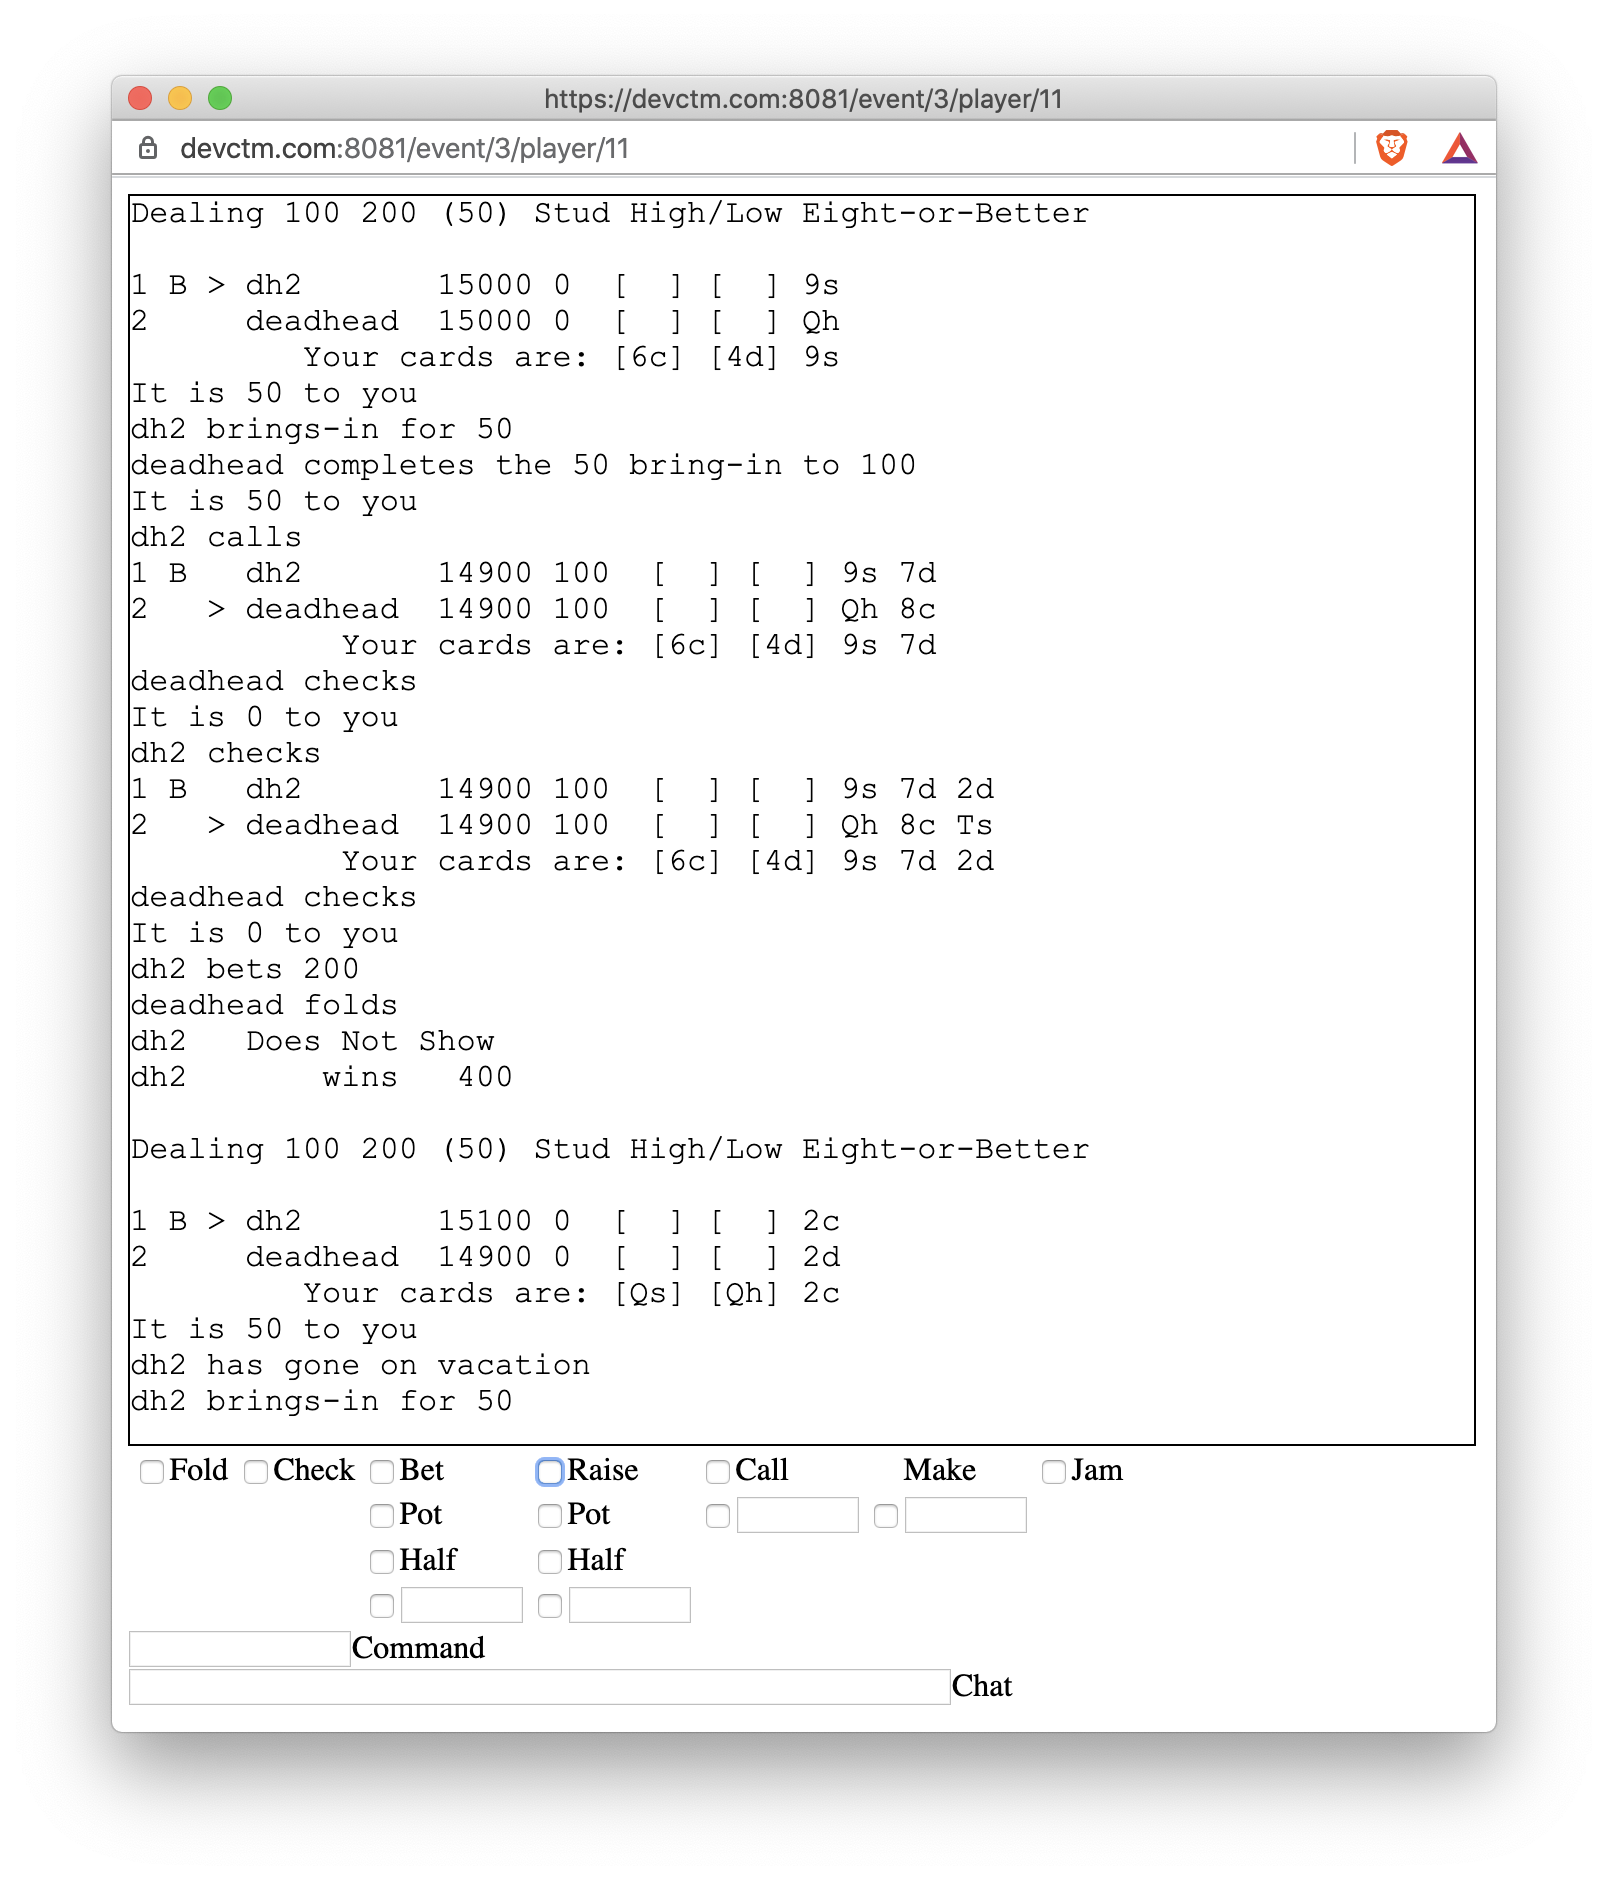 https://devctm.com:8081/event/3/player/11
devctm.com:8081/event/3/player/11
Dealing 100 200 (50) Stud High/Low Eight-or-Better
1 B > dh2 15000 0 [ ] [ ] 9s
2 deadhead 15000 0 [ ] [ ] Qh
Your cards are: [6c] [4d] 9s
It is 50 to you
dh2 brings-in for 50
deadhead completes the 50 bring-in to 100
It is 50 to you
dh2 calls
1 B dh2 14900 100 [ ] [ ] 9s 7d
2 > deadhead 14900 100 [ ] [ ] Qh 8c
Your cards are: [6c] [4d] 9s 7d
deadhead checks
It is 0 to you
dh2 checks
1 B dh2 14900 100 [ ] [ ] 9s 7d 2d
2 > deadhead 14900 100 [ ] [ ] Qh 8c Ts
Your cards are: [6c] [4d] 9s 7d 2d
deadhead checks
It is 0 to you
dh2 bets 200
deadhead folds
dh2 Does Not Show
dh2 wins 400
Dealing 100 200 (50) Stud High/Low Eight-or-Better
1 B > dh2 15100 0 [ ] [ ] 2c
2 deadhead 14900 0 [ ] [ ] 2d
Your cards are: [Qs] [Qh] 2c
It is 50 to you
dh2 has gone on vacation
dh2 brings-in for 50
Fold Check Bet Raise Call Make Jam
Pot Pot
Half Half
Command
Chat